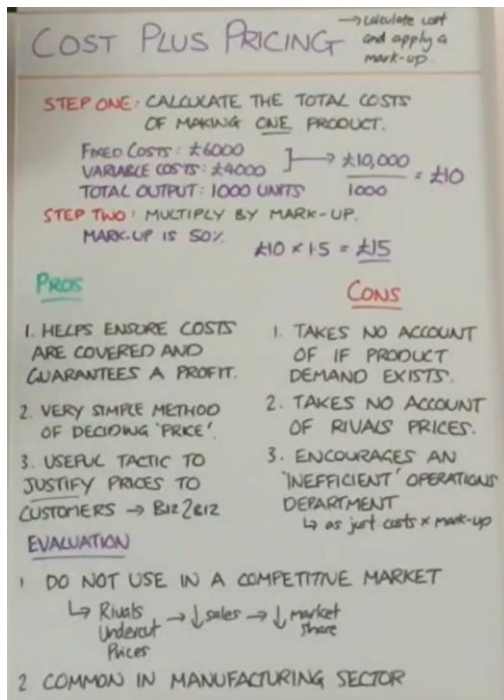 COST PLUS PRICING
→ calculate cost
and apply a
mark-up.
STEP ONE: CALCULATE THE TOTAL COSTS
OF MAKING ONE PRODUCT.
FIXED COSTS: £6000
VARIABLE COSTS: £4000
TOTAL OUTPUT: 1000 UNITS
→ £10,000
1000
= £10
STEP TWO: MULTIPLY BY MARK-UP.
MARK-UP IS 50%
£10 × 1.5 = £15
PROS
1. HELPS ENSURE COSTS
ARE COVERED AND
GUARANTEES A PROFIT.
2. VERY SIMPLE METHOD
OF DECIDING 'PRICE'.
3. USEFUL TACTIC TO
JUSTIFY PRICES TO
CUSTOMERS → BIZ2BIZ
CONS
1. TAKES NO ACCOUNT
OF IF PRODUCT
DEMAND EXISTS.
2. TAKES NO ACCOUNT
OF RIVALS PRICES.
3. ENCOURAGES AN
'INEFFICIENT' OPERATIONS
DEPARTMENT
↳ as just costs × mark-up
EVALUATION
1 DO NOT USE IN A COMPETITIVE MARKET
↳ Rivals
Undercut
Prices
→ ↓ sales → ↓ market
share
2 COMMON IN MANUFACTURING SECTOR